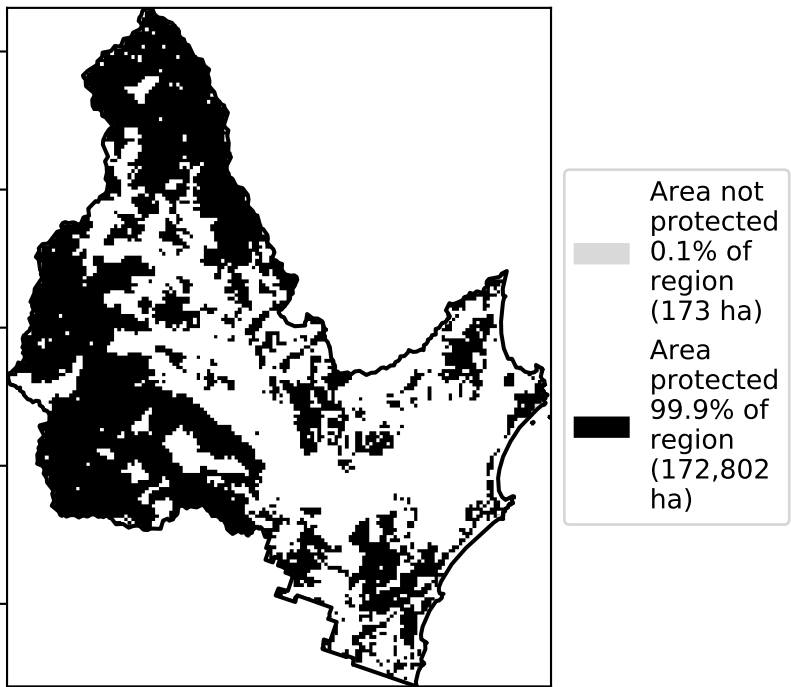 Area not
protected
0.1% of
region
(173 ha)
Area
protected
99.9% of
region
(172,802
ha)